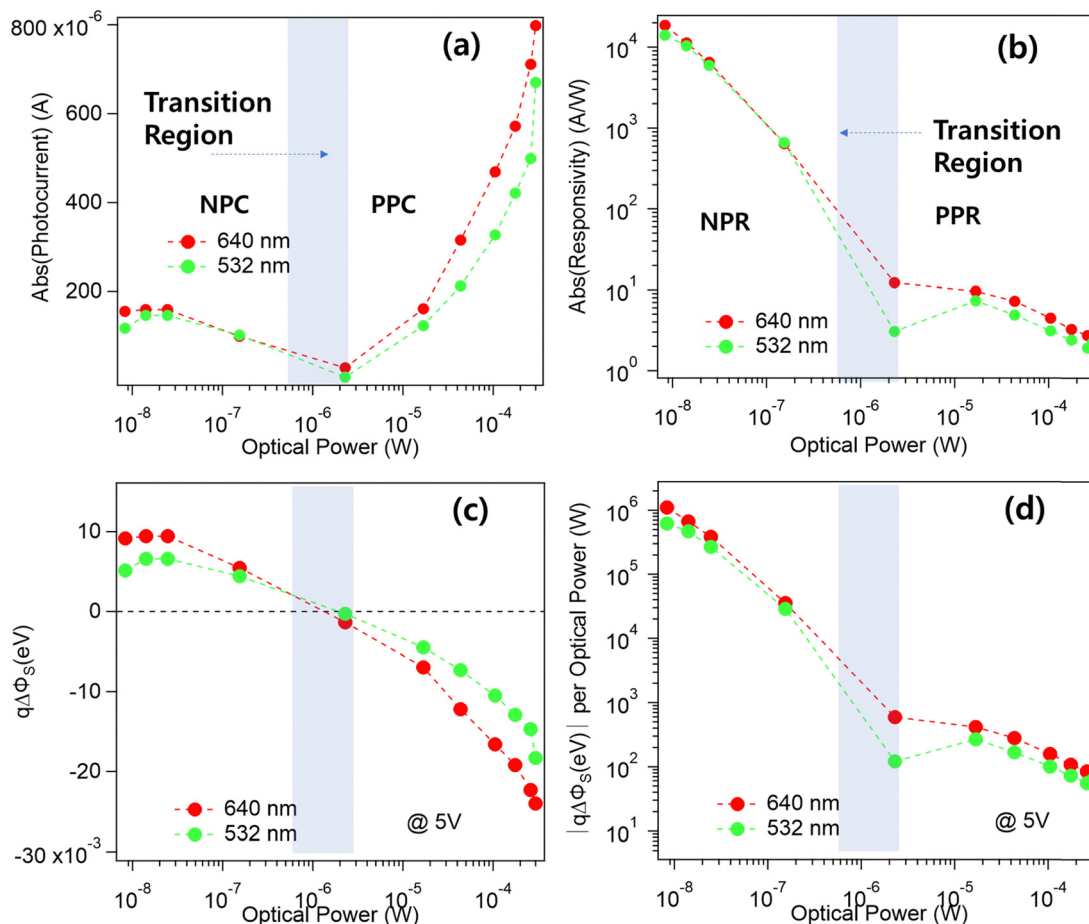 (a)
800 x10⁻⁶
600
400
200
Abs(Photocurrent) (A)
Transition
Region
NPC
PPC
640 nm
532 nm
10⁻⁸
10⁻⁷
10⁻⁶
10⁻⁵
10⁻⁴
Optical Power (W)
(b)
10⁴
10³
10²
10¹
10⁰
Abs(Responsivity) (A/W)
Transition
Region
NPR
PPR
640 nm
532 nm
10⁻⁸
10⁻⁷
10⁻⁶
10⁻⁵
10⁻⁴
Optical Power (W)
(c)
10
0
-10
-20
-30 x10⁻³
qΔΦ_S(eV)
640 nm
532 nm
@ 5V
10⁻⁸
10⁻⁷
10⁻⁶
10⁻⁵
10⁻⁴
Optical Power (W)
(d)
10⁶
10⁵
10⁴
10³
10²
10¹
|qΔΦ_S(eV)| per Optical Power (W)
640 nm
532 nm
@ 5V
10⁻⁸
10⁻⁷
10⁻⁶
10⁻⁵
10⁻⁴
Optical Power (W)